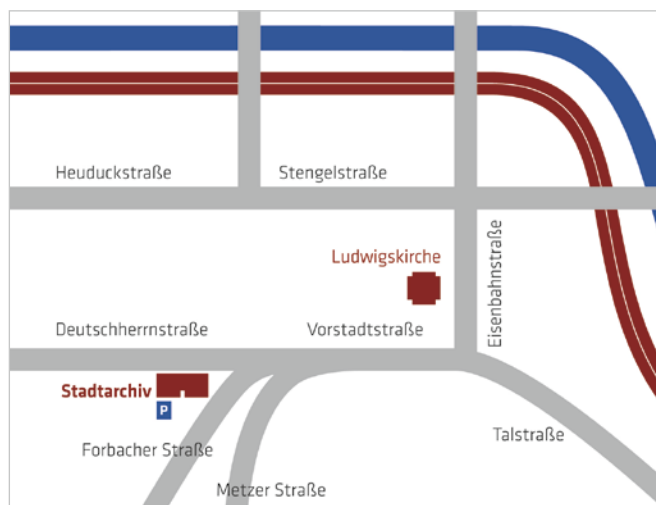 Heuduckstraße
Stengelstraße
Ludwigskirche
Eisenbahnstraße
Deutschherrnstraße
Vorstadtstraße
Stadtarchiv
P
Forbacher Straße
Talstraße
Metzer Straße